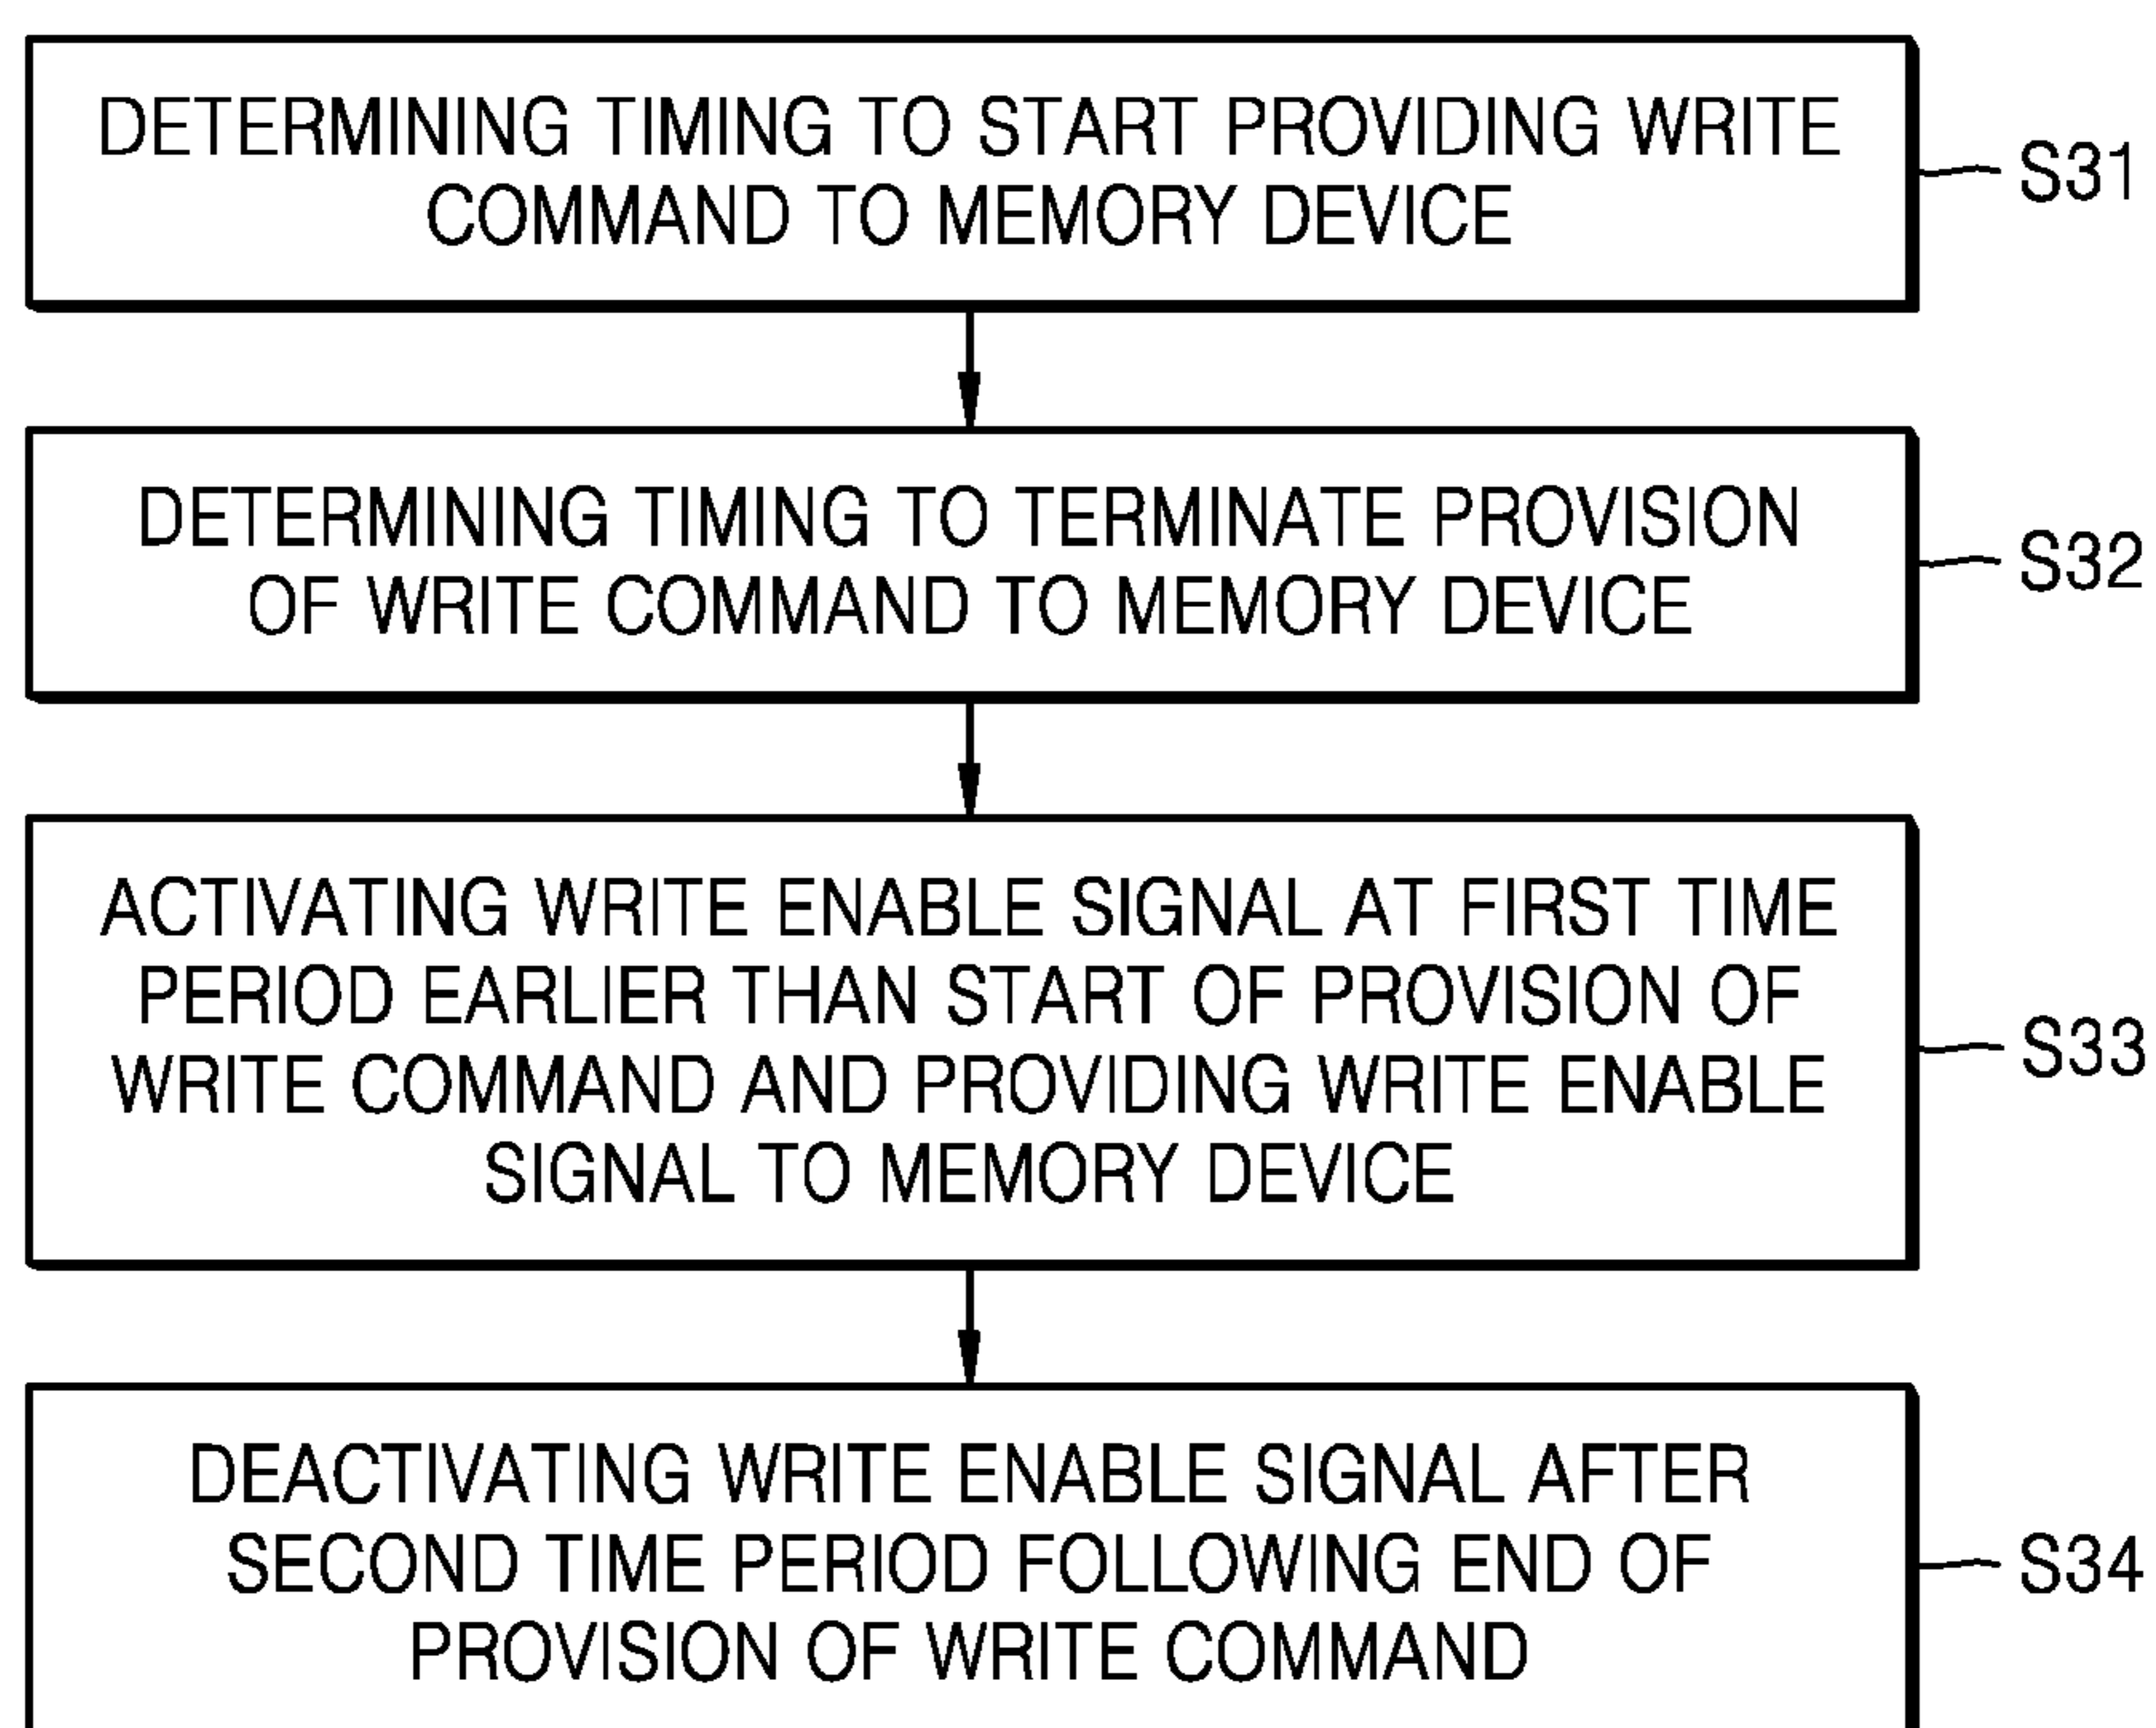 DETERMINING TIMING TO START PROVIDING WRITE
COMMAND TO MEMORY DEVICE
S31
DETERMINING TIMING TO TERMINATE PROVISION
OF WRITE COMMAND TO MEMORY DEVICE
S32
ACTIVATING WRITE ENABLE SIGNAL AT FIRST TIME
PERIOD EARLIER THAN START OF PROVISION OF
WRITE COMMAND AND PROVIDING WRITE ENABLE
SIGNAL TO MEMORY DEVICE
S33
DEACTIVATING WRITE ENABLE SIGNAL AFTER
SECOND TIME PERIOD FOLLOWING END OF
PROVISION OF WRITE COMMAND
S34